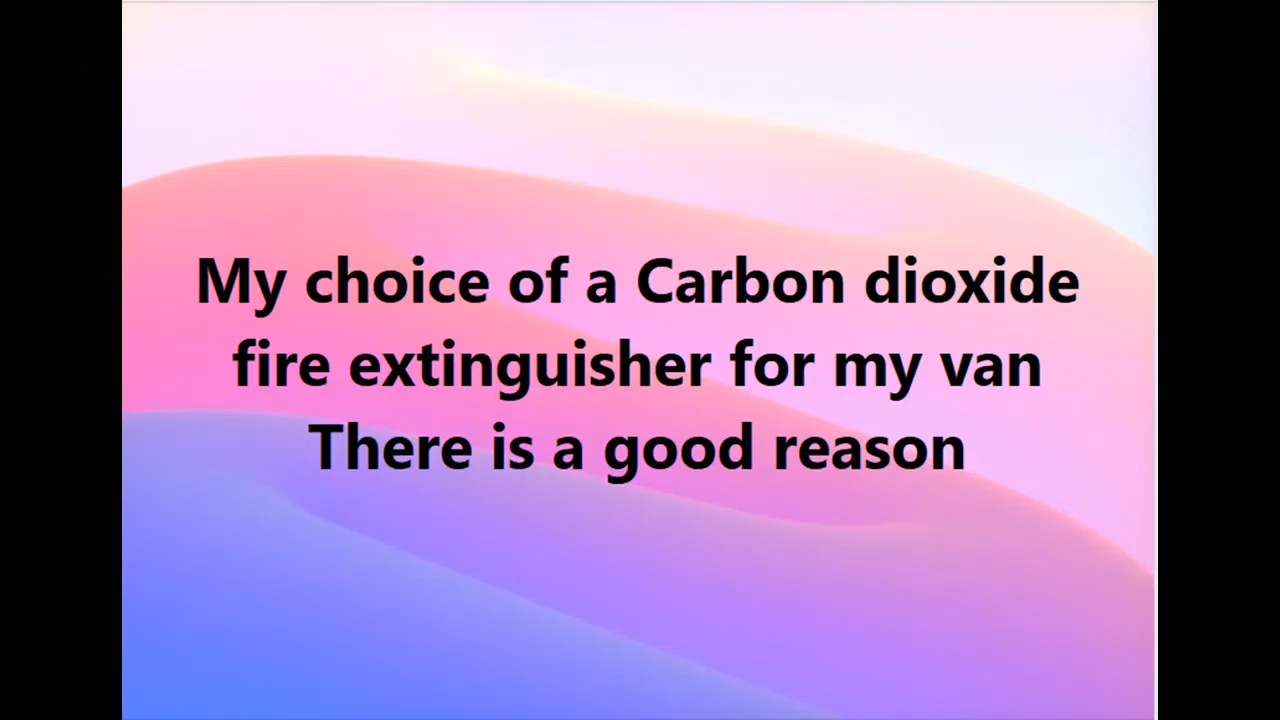 My choice of a Carbon dioxide
fire extinguisher for my van
There is a good reason